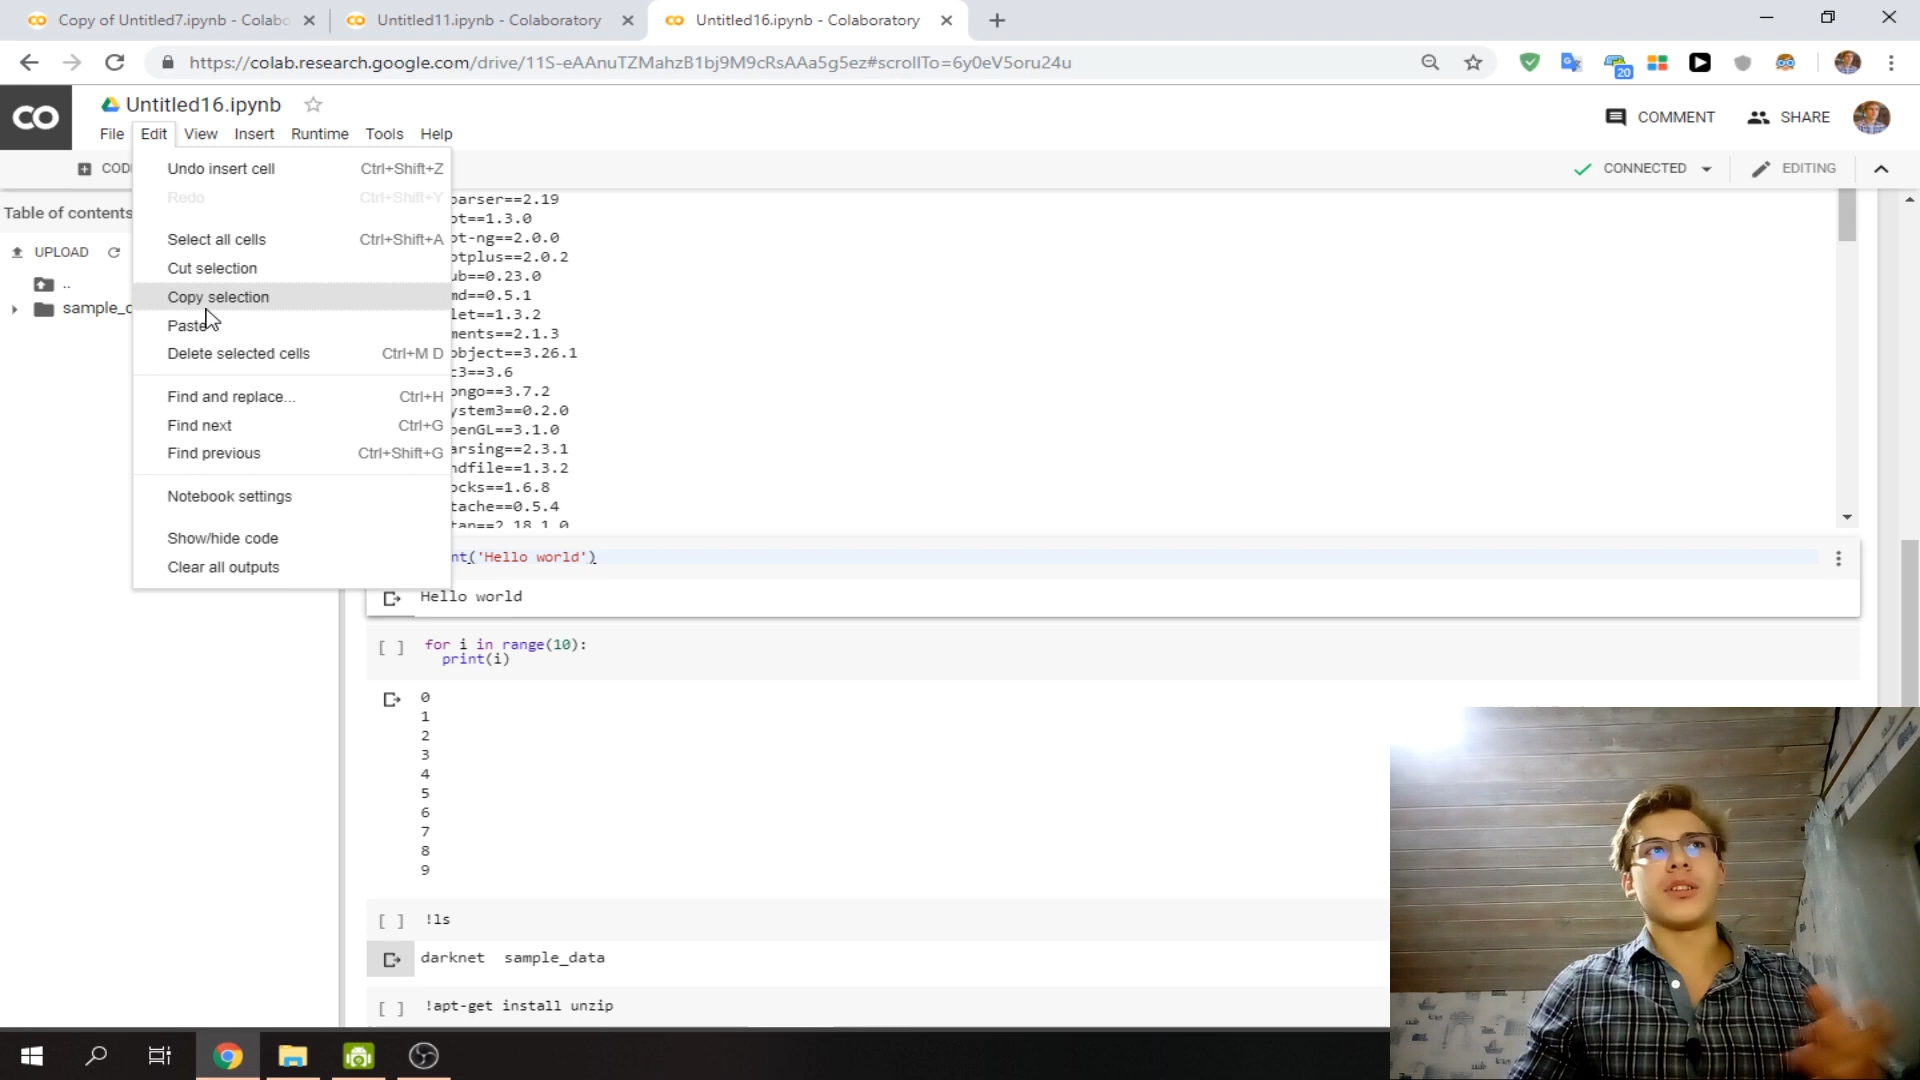 Copy of Untitled7.ipynb - Colabo
Untitled11.ipynb - Colaboratory
Untitled16.ipynb - Colaboratory
https://colab.research.google.com/drive/11S-eAAnuTZMahzB1bj9M9cRsAAa5g5ez#scrollTo=6y0eV5oru24u
20
CO
Untitled16.ipynb
COMMENT
SHARE
File Edit View Insert Runtime Tools Help
COD
CONNECTED
EDITING
Table of contents
UPLOAD
..
sample_d
Undo insert cell Ctrl+Shift+Z
Redo Ctrl+Shift+Y
Select all cells Ctrl+Shift+A
Cut selection
Copy selection
Paste
Delete selected cells Ctrl+M D
Find and replace... Ctrl+H
Find next Ctrl+G
Find previous Ctrl+Shift+G
Notebook settings
Show/hide code
Clear all outputs
parser==2.19
ot==1.3.0
ot-ng==2.0.0
otplus==2.0.2
ub==0.23.0
md==0.5.1
let==1.3.2
ments==2.1.3
object==3.26.1
c3==3.6
ongo==3.7.2
ystem3==0.2.0
penGL==3.1.0
arsing==2.3.1
ndfile==1.3.2
ocks==1.6.8
tache==0.5.4
tan==2.18.1.0
nt('Hello world')
Hello world
[ ] for i in range(10):
print(i)
0
1
2
3
4
5
6
7
8
9
[ ] !ls
darknet sample_data
[ ] !apt-get install unzip